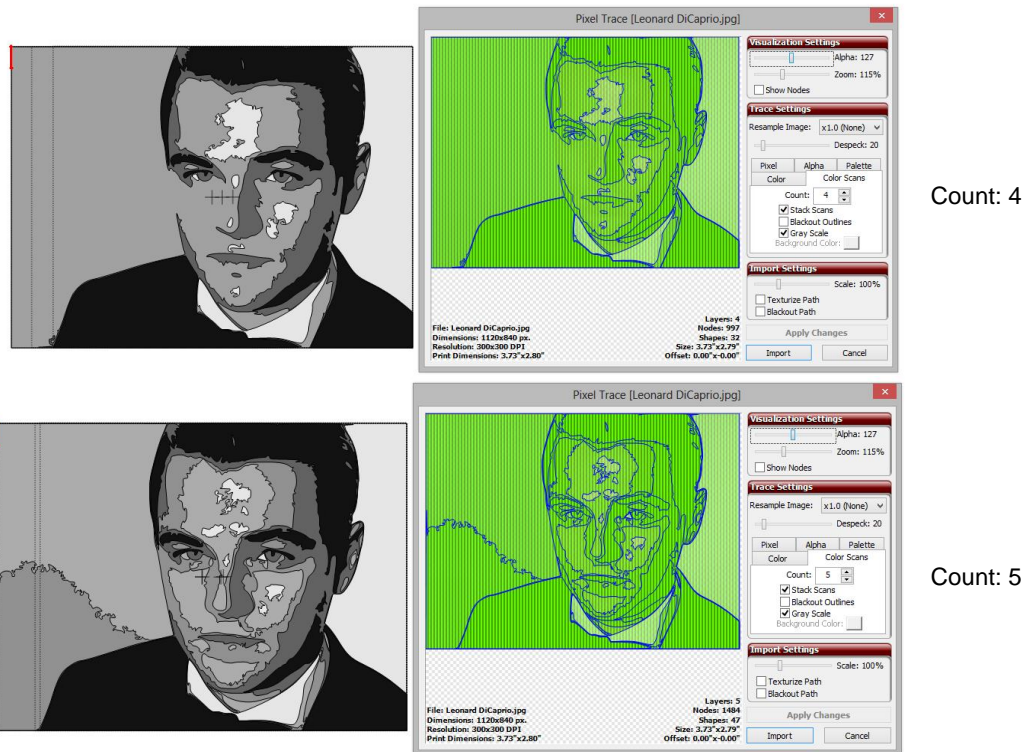 Pixel Trace [Leonard DiCaprio.jpg]
Visualization Settings
Alpha: 127
Zoom: 115%
Show Nodes
Trace Settings
Resample Image: x1.0 (None)
Despeck: 20
Pixel Alpha Palette
Color Color Scans
Count: 4
Stack Scans
Blackout Outlines
Gray Scale
Background Color:
Import Settings
Scale: 100%
Texturize Path
Blackout Path
Apply Changes
Import Cancel
Layers: 4
File: Leonard DiCaprio.jpg Nodes: 997
Dimensions: 1120x840 px. Shapes: 32
Resolution: 300x300 DPI Size: 3.73"x2.79"
Print Dimensions: 3.73"x2.80" Offset: 0.00"x-0.00"
Count: 4
Pixel Trace [Leonard DiCaprio.jpg]
Visualization Settings
Alpha: 127
Zoom: 115%
Show Nodes
Trace Settings
Resample Image: x1.0 (None)
Despeck: 20
Pixel Alpha Palette
Color Color Scans
Count: 5
Stack Scans
Blackout Outlines
Gray Scale
Background Color:
Import Settings
Scale: 100%
Texturize Path
Blackout Path
Apply Changes
Import Cancel
Layers: 5
File: Leonard DiCaprio.jpg Nodes: 1484
Dimensions: 1120x840 px. Shapes: 47
Resolution: 300x300 DPI Size: 3.73"x2.79"
Print Dimensions: 3.73"x2.80" Offset: 0.00"x-0.00"
Count: 5